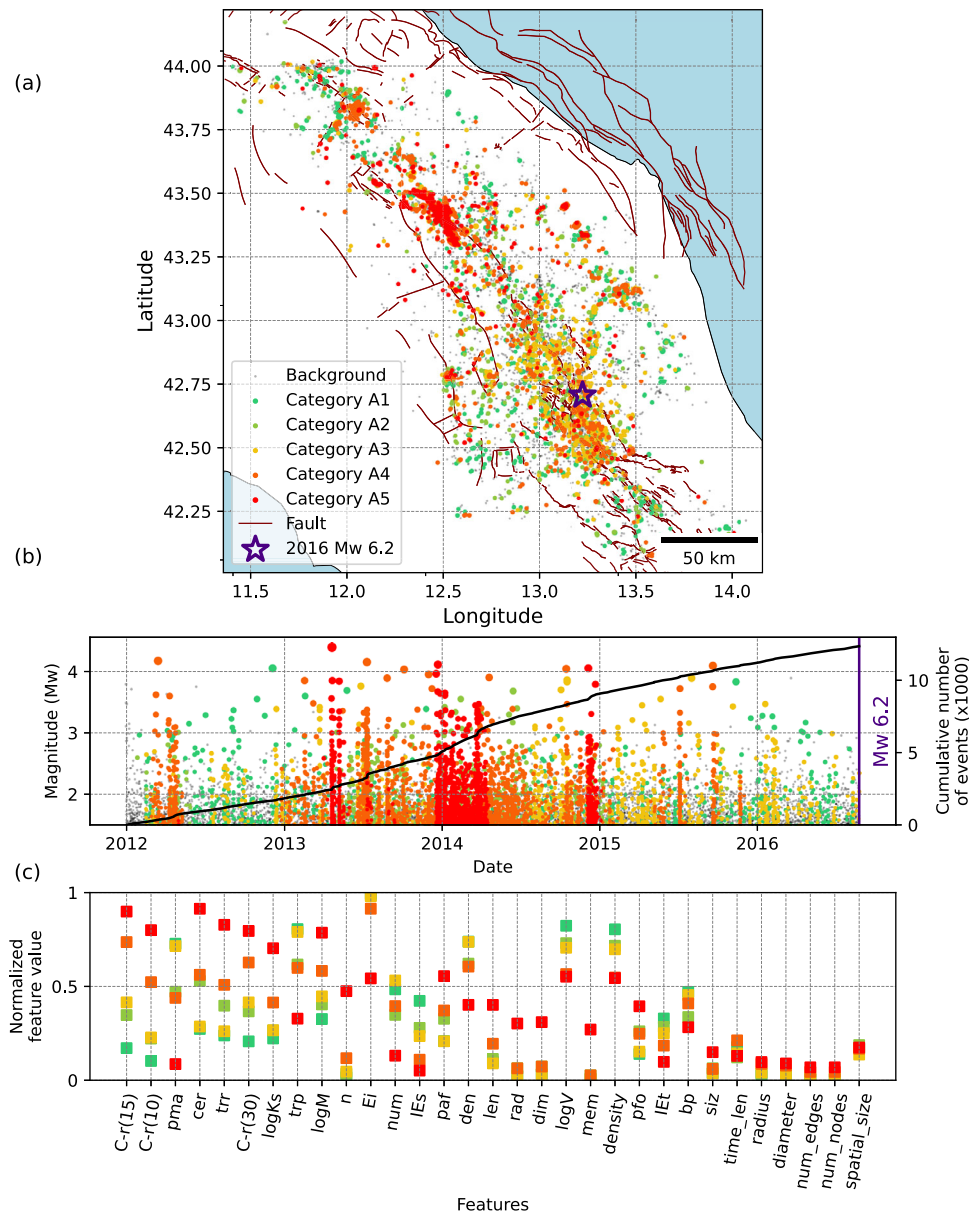 (a)
44.00
43.75
43.50
43.25
43.00
42.75
42.50
42.25
Latitude
Background
Category A1
Category A2
Category A3
Category A4
Category A5
Fault
2016 Mw 6.2
50 km
11.5 12.0 12.5 13.0 13.5 14.0
Longitude
(b)
4
3
2
Magnitude (Mw)
Mw 6.2
10
5
0
Cumulative number
of events (x1000)
2012 2013 2014 2015 2016
Date
(c)
1
0.5
0
Normalized
feature value
C-r(15) C-r(10) pma cer trr C-r(30) logKs trp logM n Ei num IEs paf den len rad dim logV mem density pfo IEt bp siz time_len radius diameter num_edges num_nodes spatial_size
Features